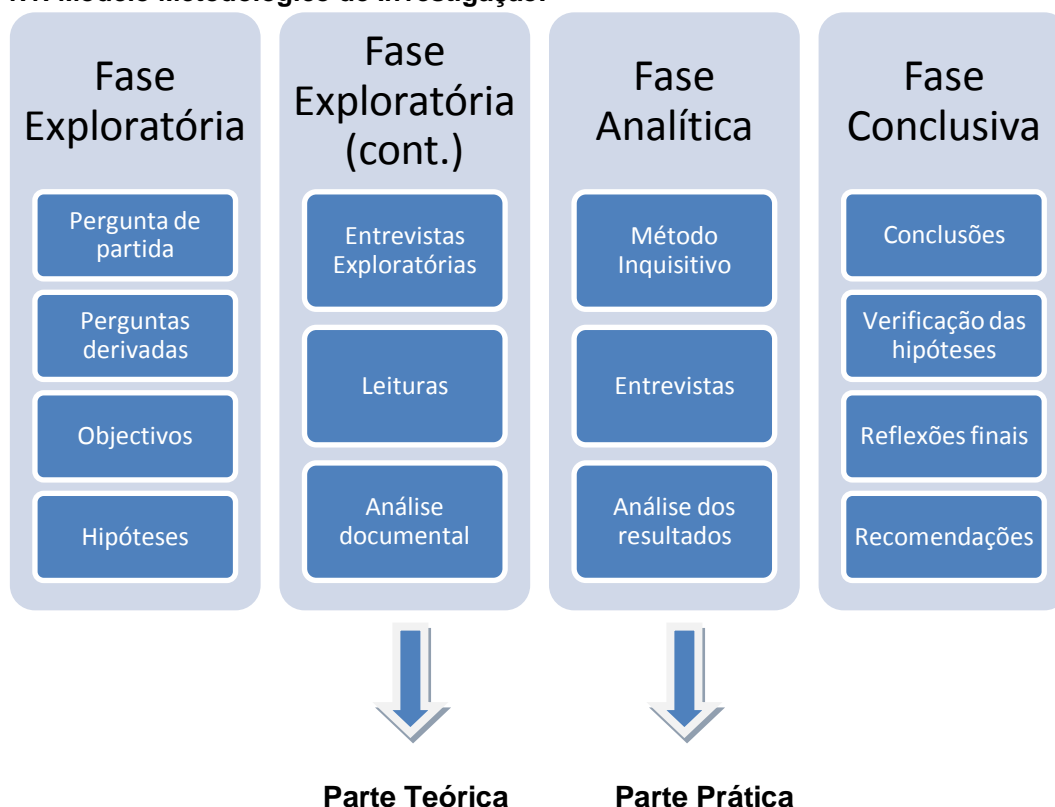 Modelo Metodológico de Investigação.
Fase
Exploratória
Pergunta de
partida
Perguntas
derivadas
Objectivos
Hipóteses
Fase
Exploratória
(cont.)
Entrevistas
Exploratórias
Leituras
Análise
documental
Fase
Analítica
Método
Inquisitivo
Entrevistas
Análise dos
resultados
Fase
Conclusiva
Conclusões
Verificação das
hipóteses
Reflexões finais
Recomendações
Parte Teórica
Parte Prática